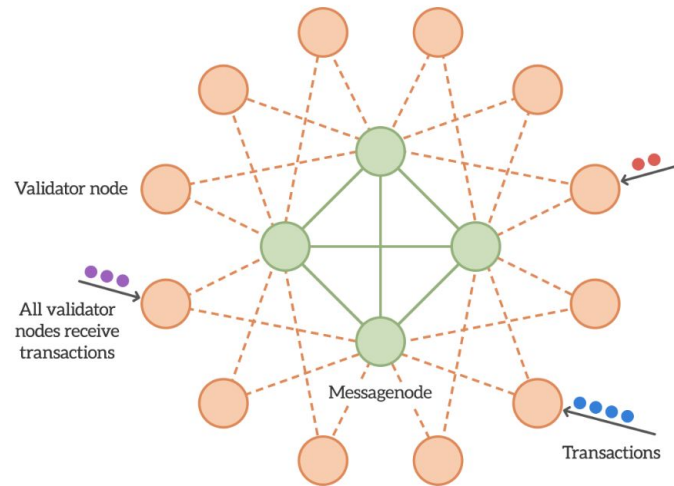 Validator node
All validator
nodes receive
transactions
Messagenode
Transactions